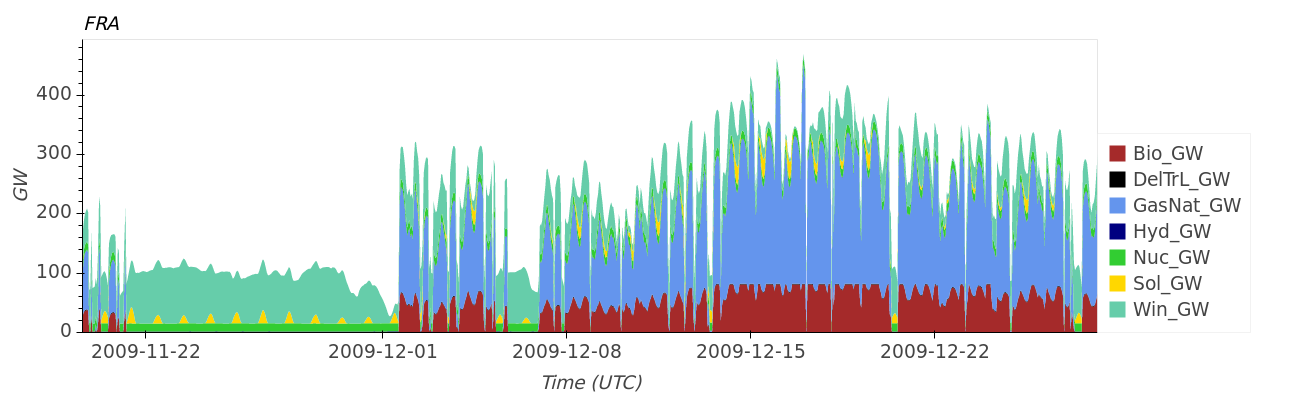 FRA
GW
400
300
200
100
0
2009-11-22
2009-12-01
2009-12-08
2009-12-15
2009-12-22
Time (UTC)
Bio_GW
DelTrL_GW
GasNat_GW
Hyd_GW
Nuc_GW
Sol_GW
Win_GW